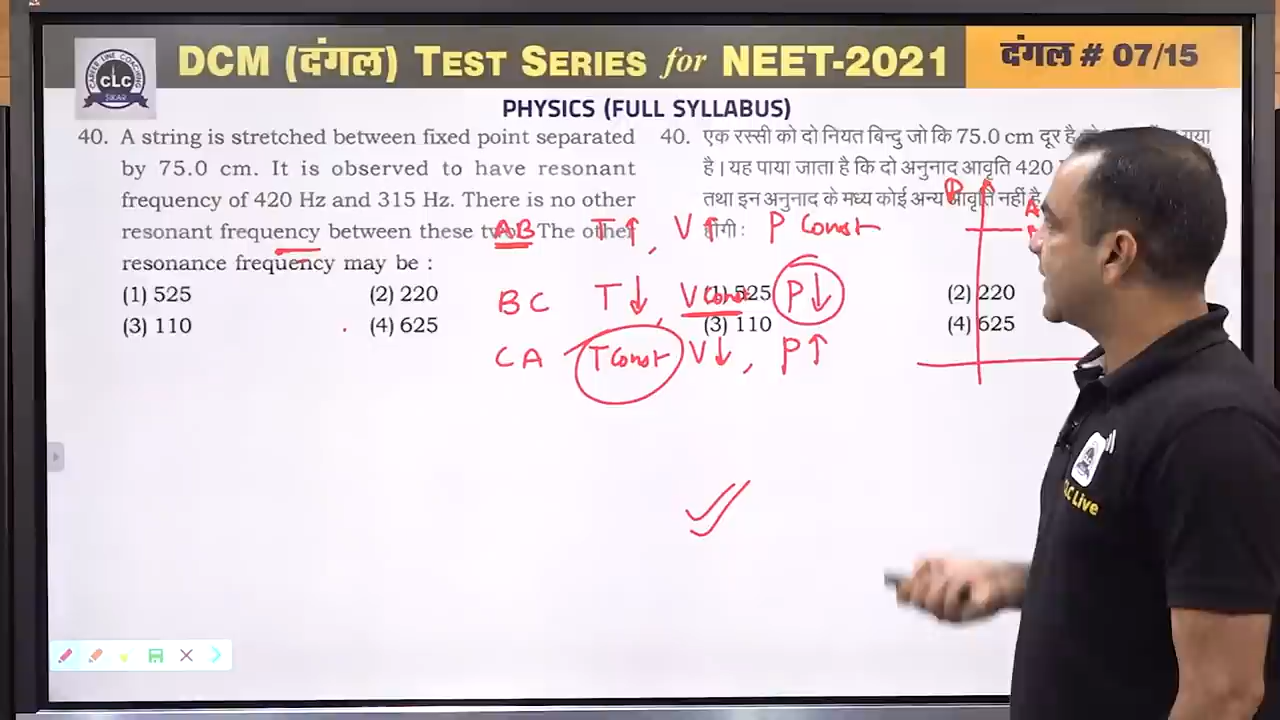 DCM (दंगल) TEST SERIES for NEET-2021
दंगल # 07/15
CAREER LINE COACHING
CLC
SIKAR
PHYSICS (FULL SYLLABUS)
40. A string is stretched between fixed point separated
by 75.0 cm. It is observed to have resonant
frequency of 420 Hz and 315 Hz. There is no other
resonant frequency between these two. The other
resonance frequency may be :
(1) 525 (2) 220
(3) 110 (4) 625
40. एक रस्सी को दो नियत बिन्दु जो कि 75.0 cm दूर है
है। यह पाया जाता है कि दो अनुनाद आवृति 420
तथा इन अनुनाद के मध्य कोई अन्य आवृति नहीं है
होगी :
(1) 525 (2) 220
(3) 110 (4) 625
AB T↑, V↑ P Const
BC T↓, V Const P↓
CA T Const V↓, P↑
P
A
CLC Live